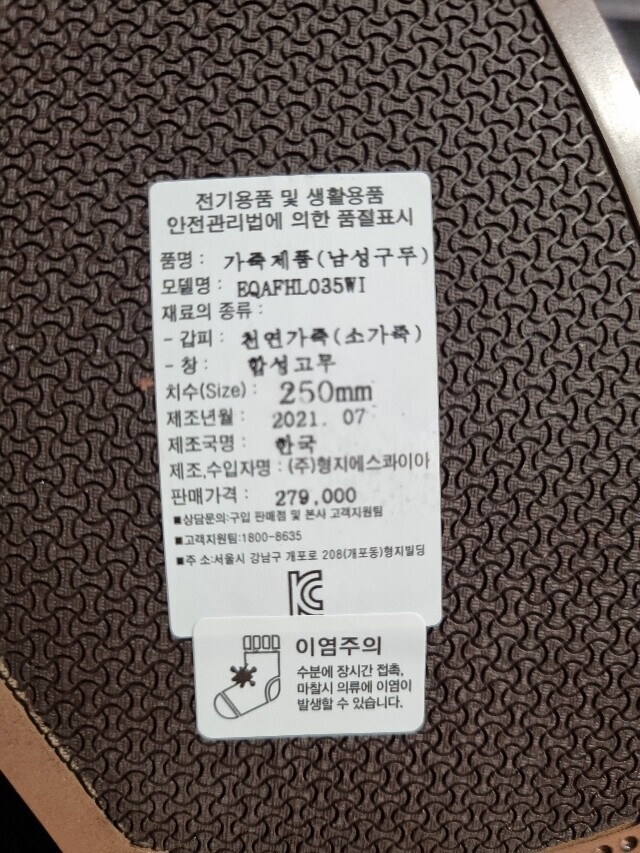 전기용품 및 생활용품
안전관리법에 의한 품질표시
품명 : 가죽제품(남성구두)
모델명 : EQAFHL035WI
재료의 종류 :
- 갑피 : 천연가죽(소가죽)
- 창 : 합성고무
치수(Size) : 250mm
제조년월 : 2021. 07
제조국명 : 한국
제조,수입자명 : (주)형지에스콰이아
판매가격 : 279,000
■상담문의:구입 판매점 및 본사 고객지원팀
■고객지원팀:1800-8635
■주 소:서울시 강남구 개포로 208(개포동)형지빌딩
KC
이염주의
수분에 장시간 접촉,
마찰시 의류에 이염이
발생할 수 있습니다.